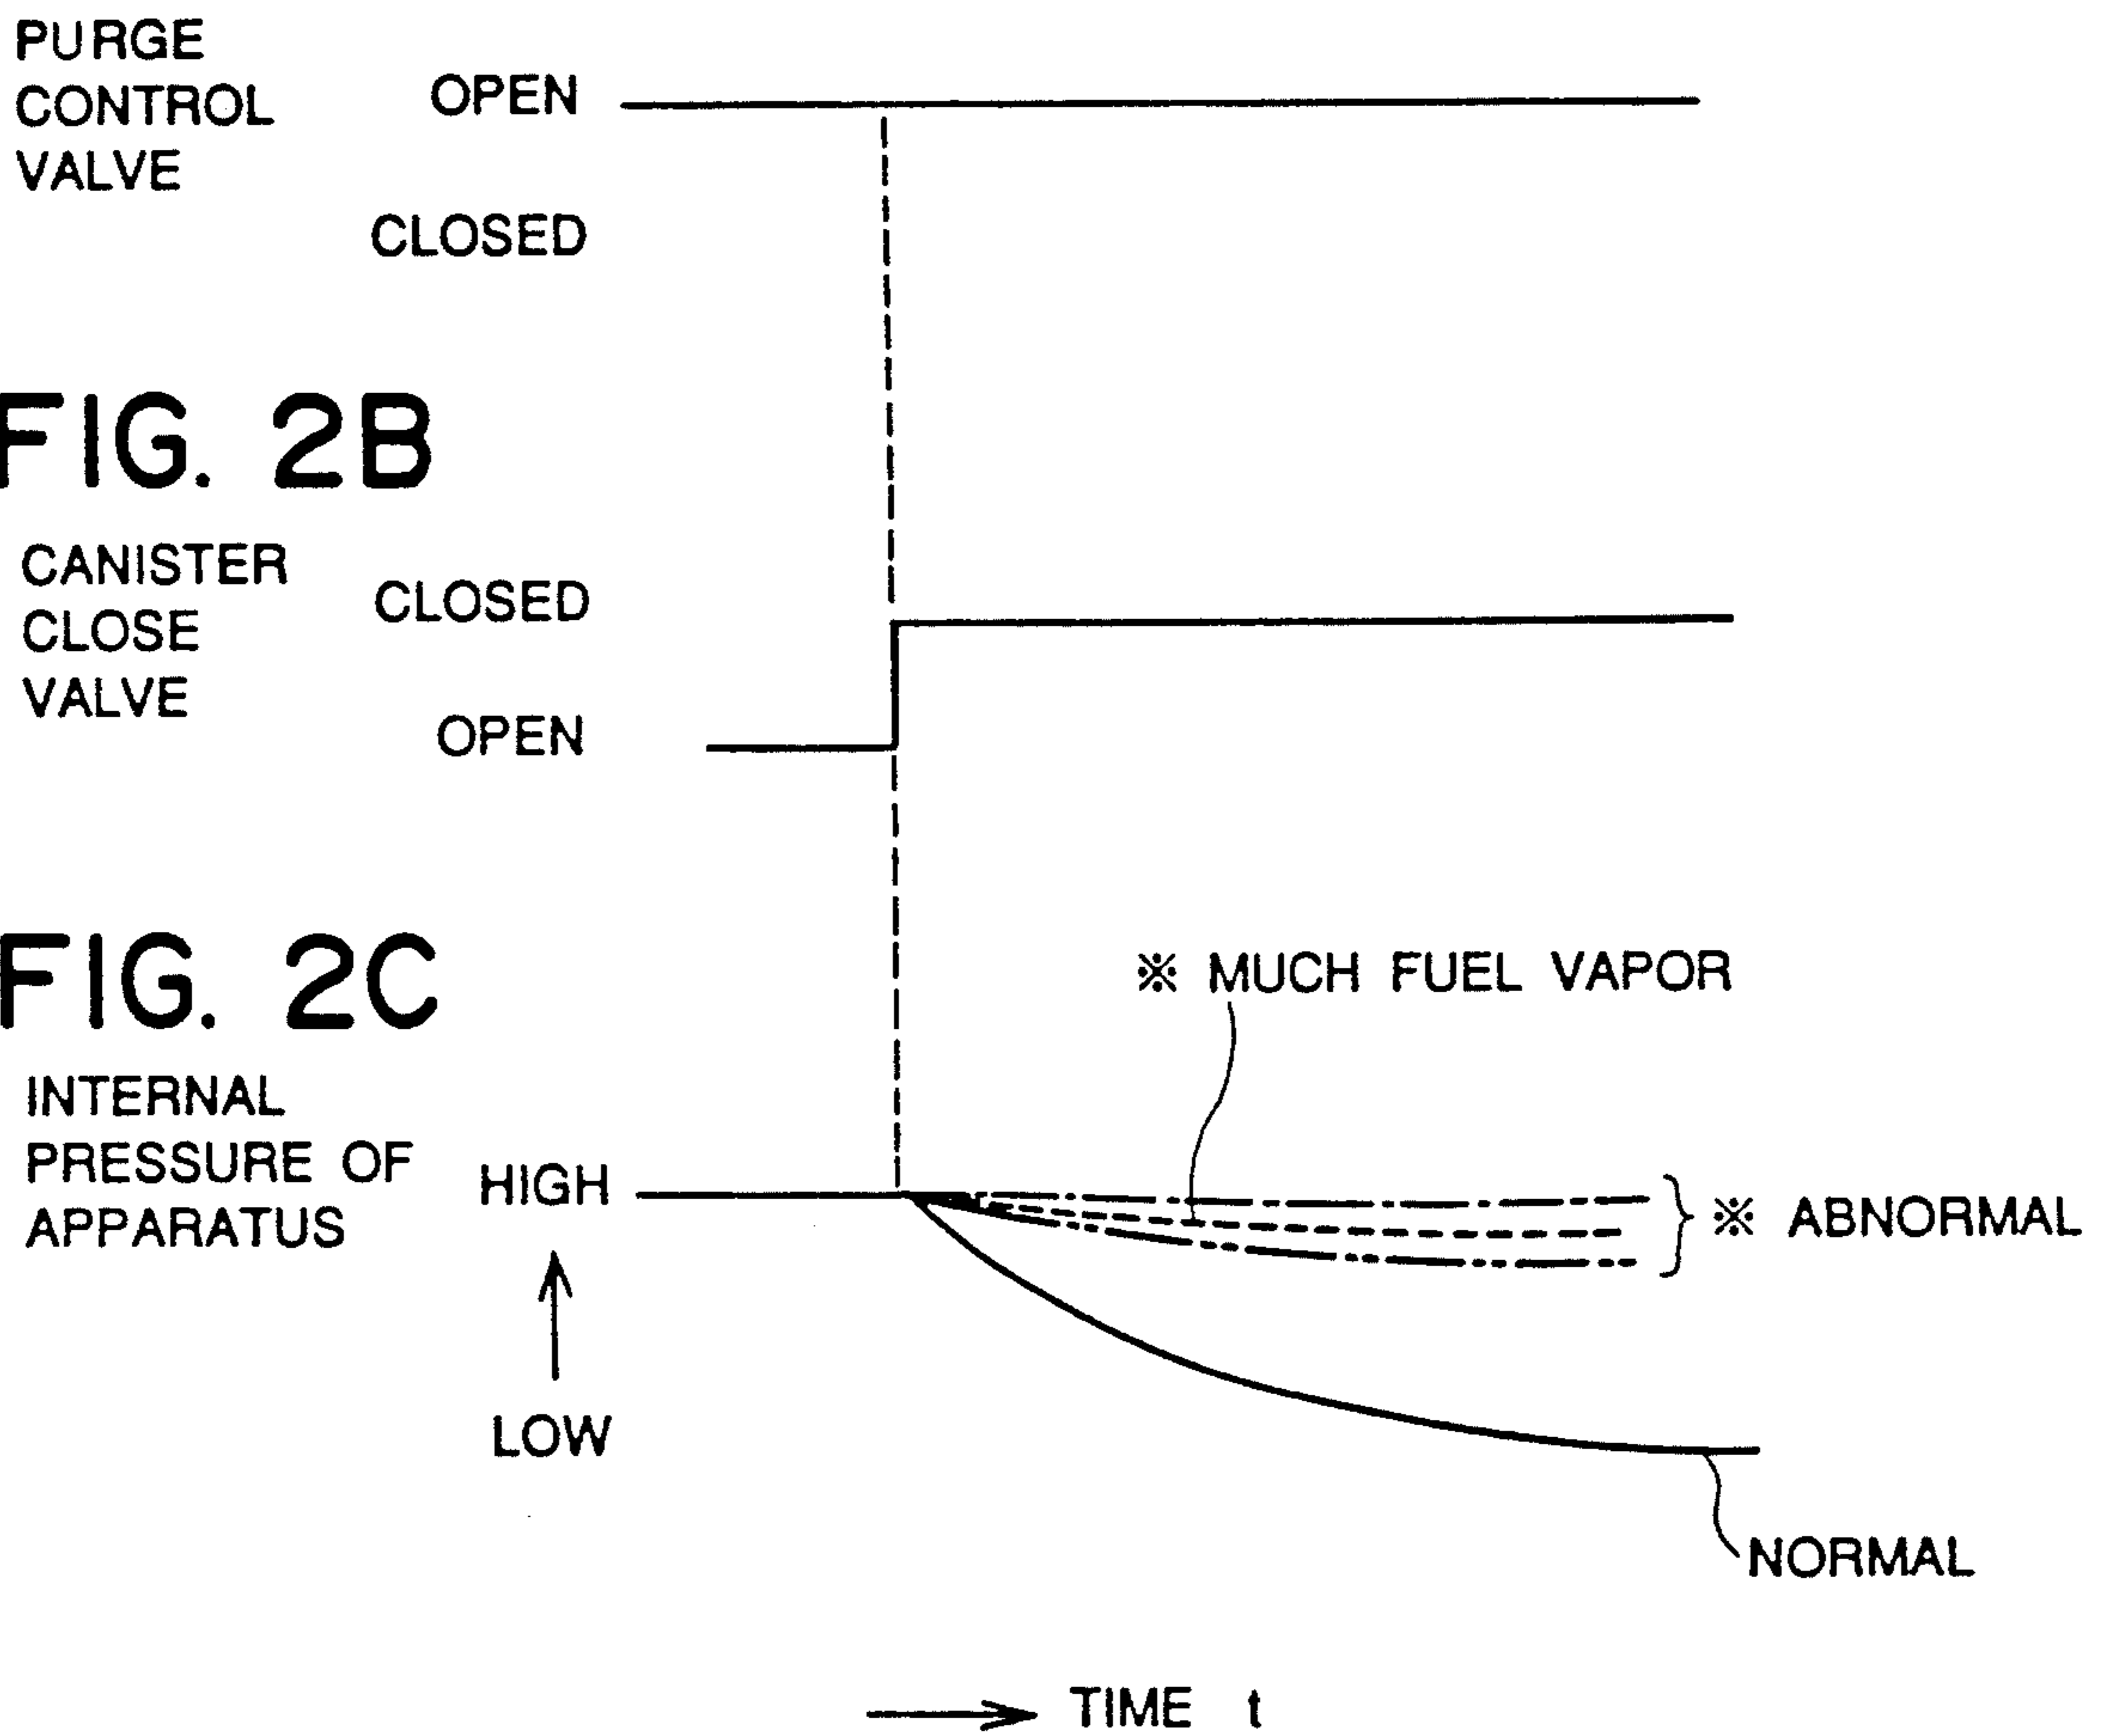 PURGE
CONTROL
VALVE
OPEN
CLOSED
FIG. 2B
CANISTER
CLOSE
VALVE
CLOSED
OPEN
FIG. 2C
INTERNAL
PRESSURE OF
APPARATUS
HIGH
LOW
※ MUCH FUEL VAPOR
※ ABNORMAL
NORMAL
TIME t